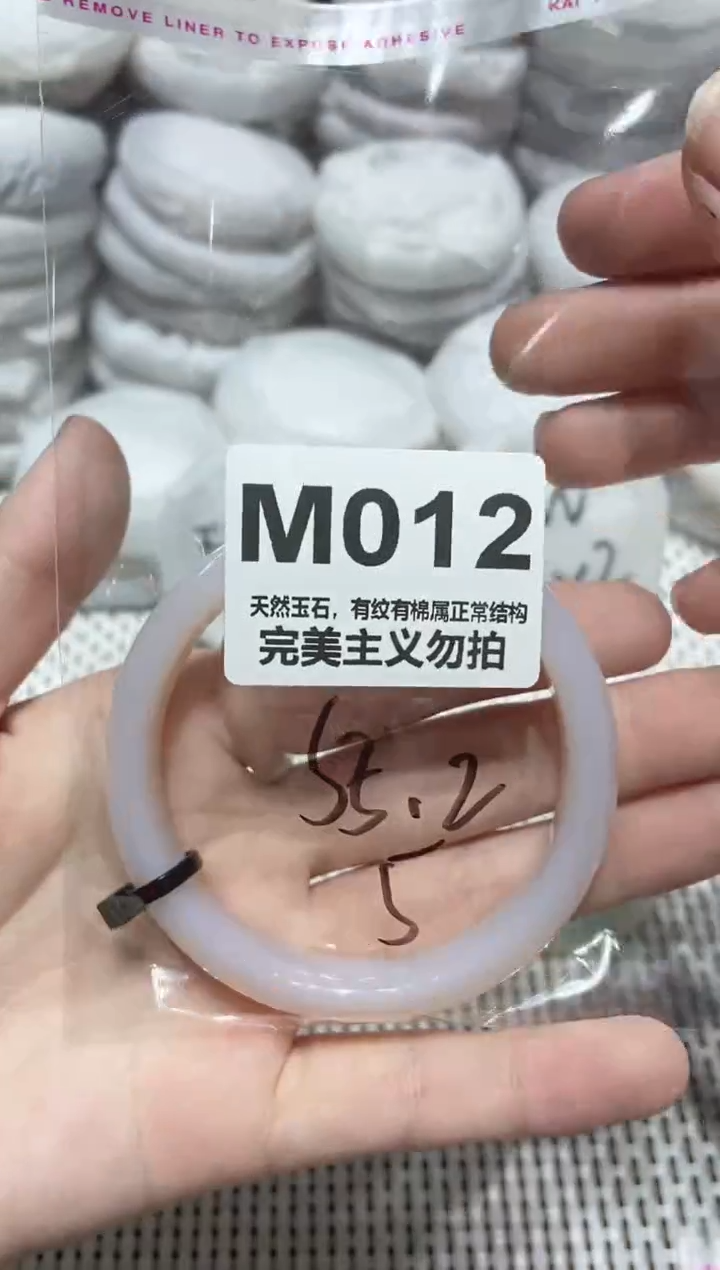 REMOVE LINER TO EXPOSE ADHESIVE
M012
天然玉石，有纹有棉属正常结构
完美主义勿拍
55.2
5